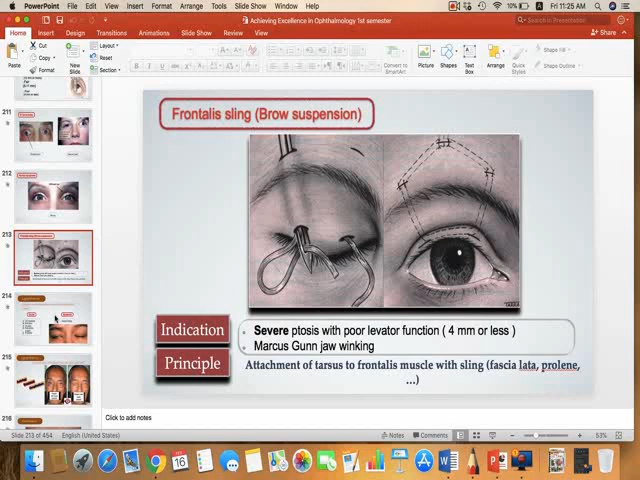 PowerPoint File Edit View Insert Format Arrange Tools Slide Show Window Help 10% Fri 11:25 AM
Achieving Excellence in Ophthalmology 1st semester
Search in Presentation
Home Insert Design Transitions Animations Slide Show Review View Share
Paste Cut Copy Format New Slide Layout Reset Section Convert to SmartArt Picture Shapes Text Box Arrange Quick Styles Shape Fill Shape Outline
211
212
213
214
215
216
Frontalis sling (Brow suspension)
Indication
• Severe ptosis with poor levator function ( 4 mm or less )
• Marcus Gunn jaw winking
Principle
Attachment of tarsus to frontalis muscle with sling (fascia lata, prolene,
…)
Click to add notes
Slide 213 of 454 English (United States) Notes Comments 53%